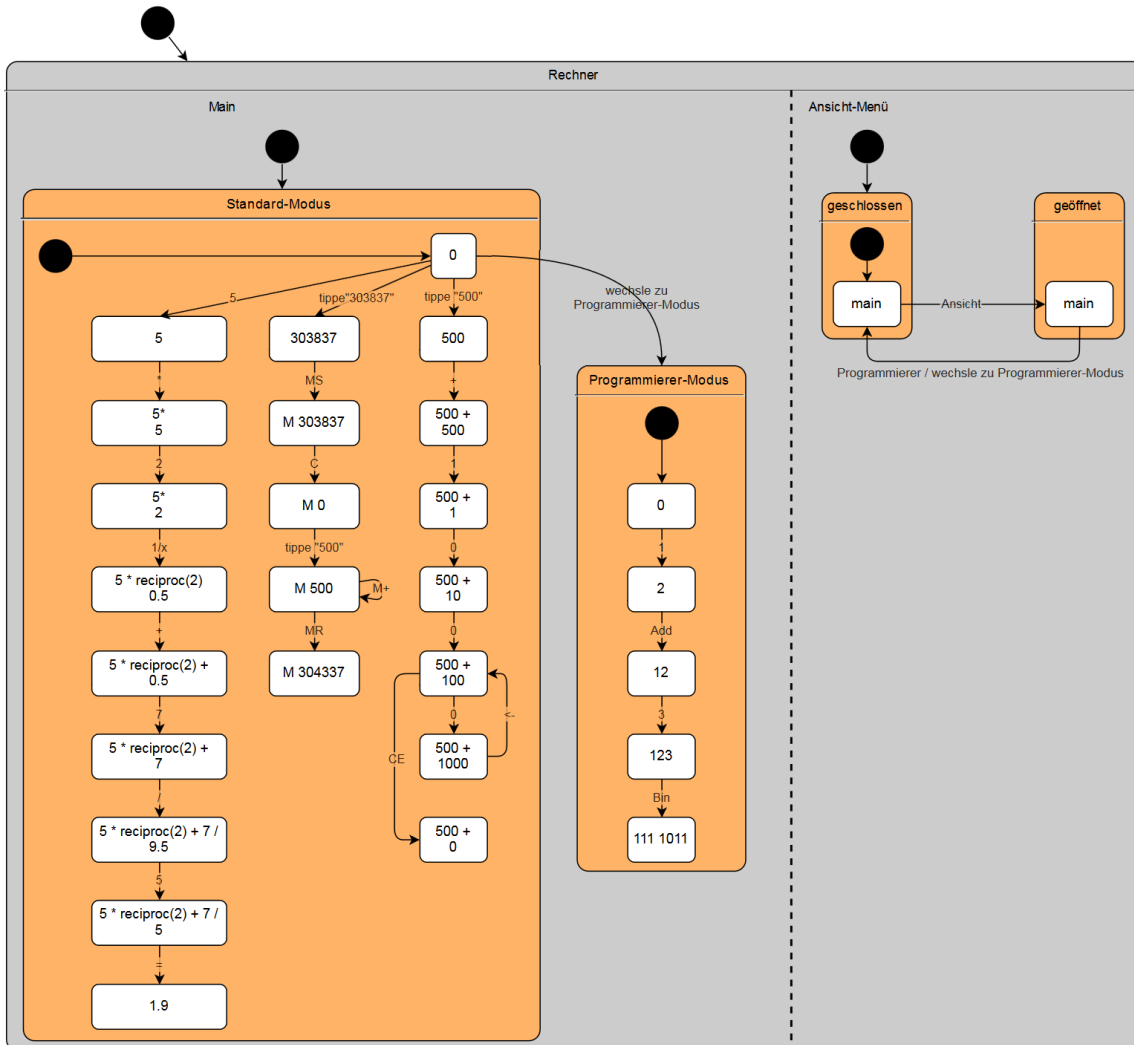 Rechner
Main
Standard-Modus
0
5
tippe"303837"
tippe "500"
wechsle zu
Programmierer-Modus
5
*
5*
5
2
5*
2
1/x
5 * reciproc(2)
0.5
+
5 * reciproc(2) +
0.5
7
5 * reciproc(2) +
7
/
5 * reciproc(2) + 7 /
9.5
5
5 * reciproc(2) + 7 /
5
=
1.9
303837
MS
M 303837
C
M 0
tippe "500"
M 500
M+
MR
M 304337
500
+
500 +
500
1
500 +
1
0
500 +
10
0
500 +
100
0
<-
500 +
1000
CE
500 +
0
Programmierer-Modus
0
1
2
Add
12
3
123
Bin
111 1011
Ansicht-Menü
geschlossen
main
Ansicht
geöffnet
main
Programmierer / wechsle zu Programmierer-Modus